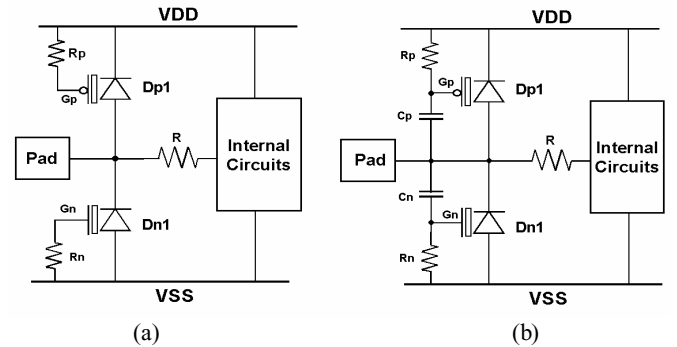 VDD
Rp
Gp
Dp1
R
Pad
Internal
Circuits
Gn
Dn1
Rn
VSS
(a)
VDD
Rp
Gp
Dp1
Cp
R
Pad
Internal
Circuits
Cn
Gn
Dn1
Rn
VSS
(b)